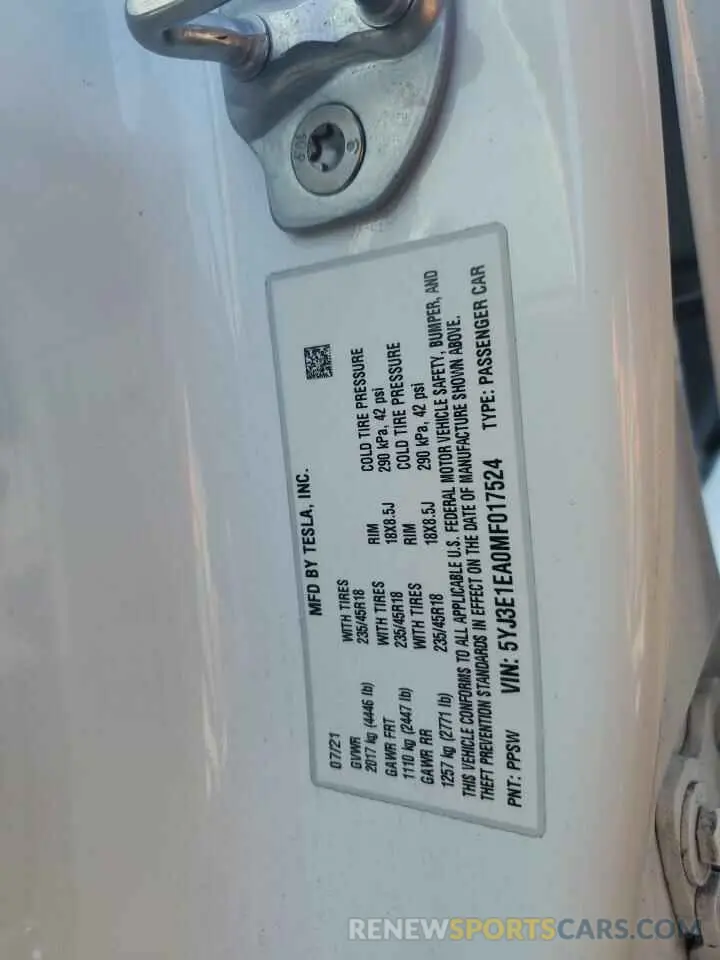 MFD BY TESLA, INC.
07/21
GVWR WITH TIRES RIM COLD TIRE PRESSURE
2017 kg (4446 lb) 235/45R18 18X8.5J 290 kPa, 42 psi
GAWR FRT WITH TIRES RIM COLD TIRE PRESSURE
1110 kg (2447 lb) 235/45R18 18X8.5J 290 kPa, 42 psi
GAWR RR WITH TIRES
1257 kg (2771 lb) 235/45R18
THIS VEHICLE CONFORMS TO ALL APPLICABLE U.S. FEDERAL MOTOR VEHICLE SAFETY, BUMPER, AND
THEFT PREVENTION STANDARDS IN EFFECT ON THE DATE OF MANUFACTURE SHOWN ABOVE.
PNT: PPSW VIN: 5YJ3E1EA0MF017524 TYPE: PASSENGER CAR
10.9
RENEWSPORTSCARS.COM